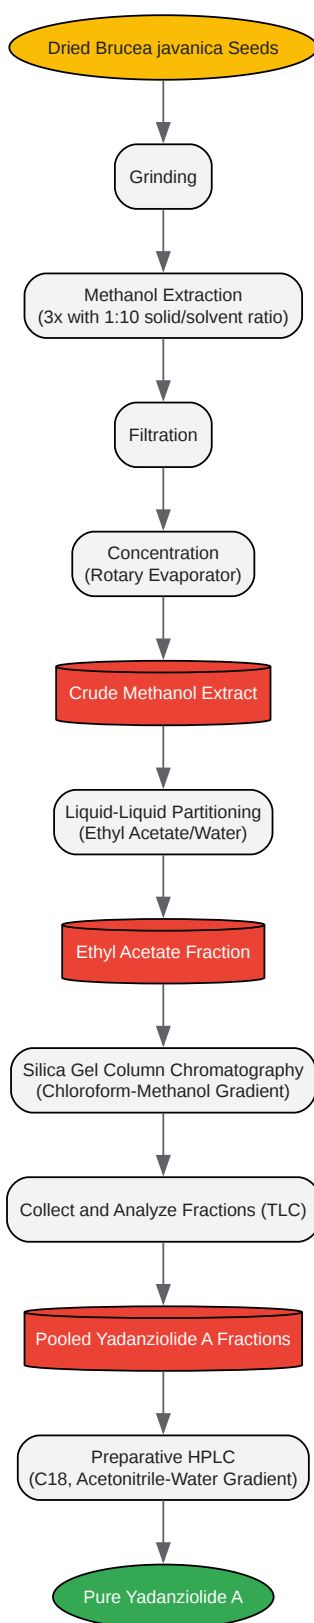 Dried Brucea javanica Seeds
Grinding
Methanol Extraction
(3x with 1:10 solid/solvent ratio)
Filtration
Concentration
(Rotary Evaporator)
Crude Methanol Extract
Liquid-Liquid Partitioning
(Ethyl Acetate/Water)
Ethyl Acetate Fraction
Silica Gel Column Chromatography
(Chloroform-Methanol Gradient)
Collect and Analyze Fractions (TLC)
Pooled Yadanziolide A Fractions
Preparative HPLC
(C18, Acetonitrile-Water Gradient)
Pure Yadanziolide A